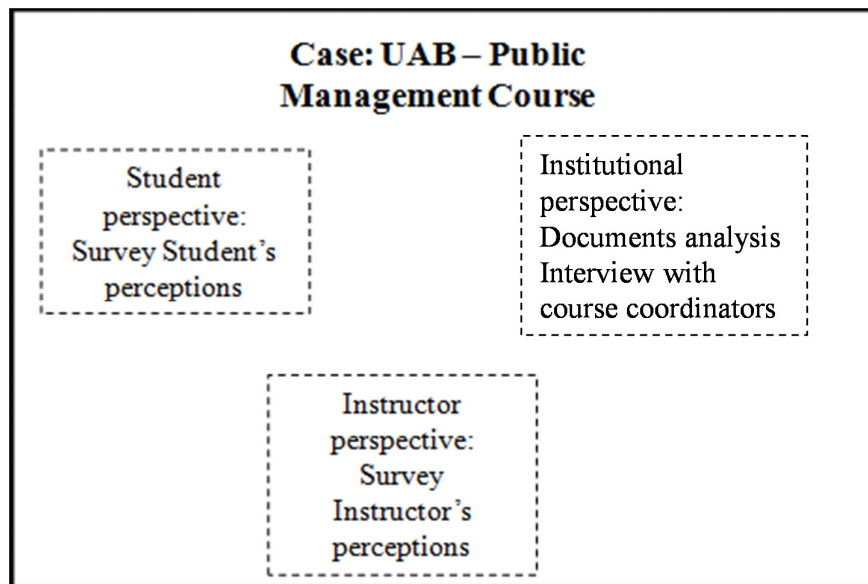 Case: UAB – Public
Management Course
Student
perspective:
Survey Student’s
perceptions
Institutional
perspective:
Documents analysis
Interview with
course coordinators
Instructor
perspective:
Survey
Instructor’s
perceptions